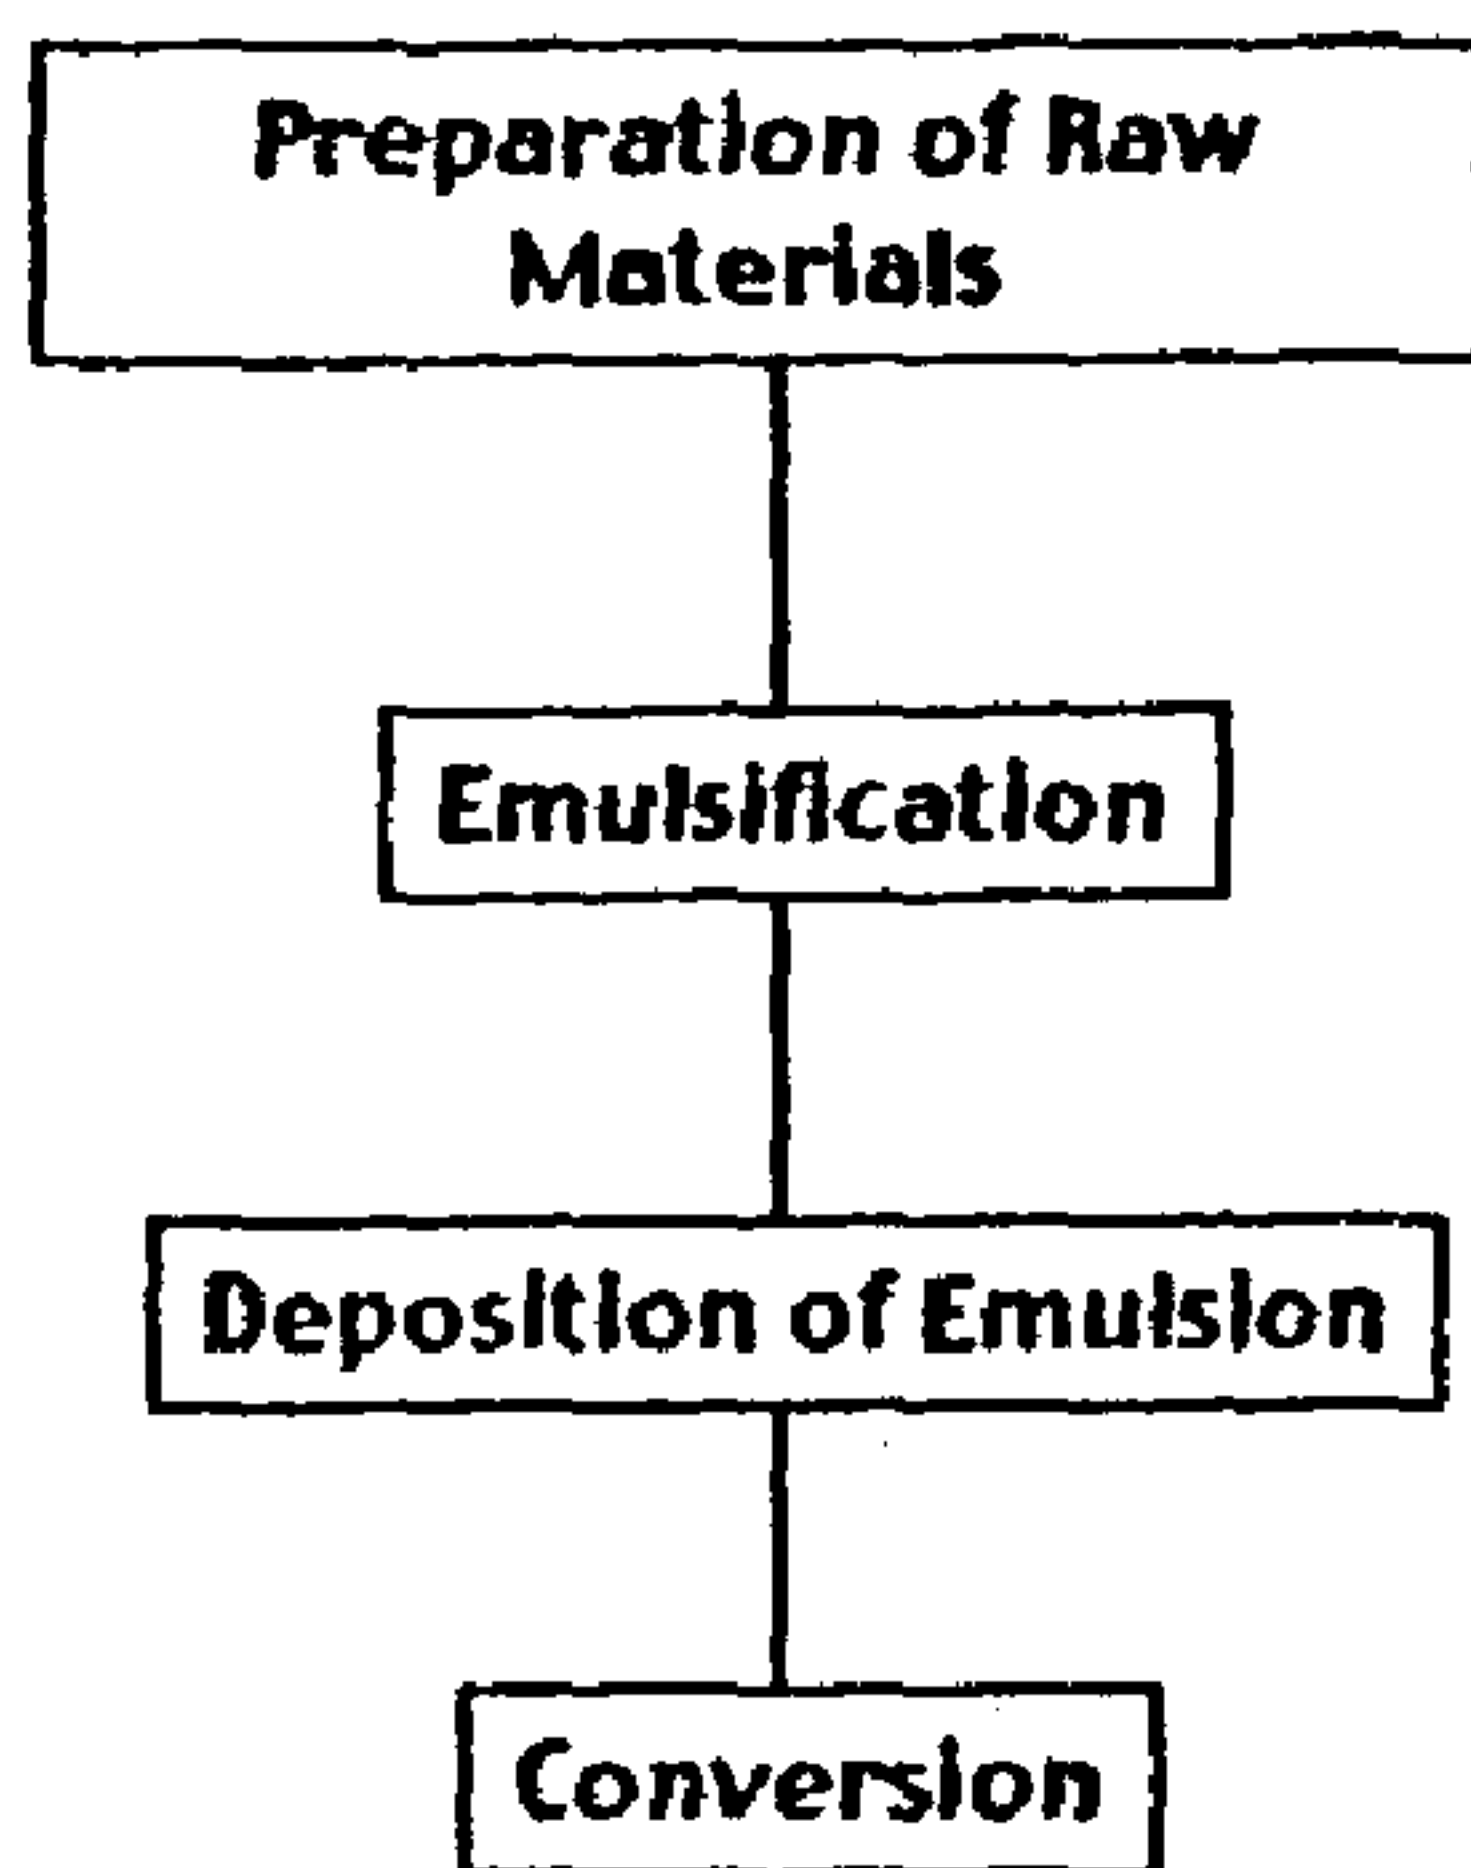 Preparation of Raw
Materials
Emulsification
Deposition of Emulsion
Conversion